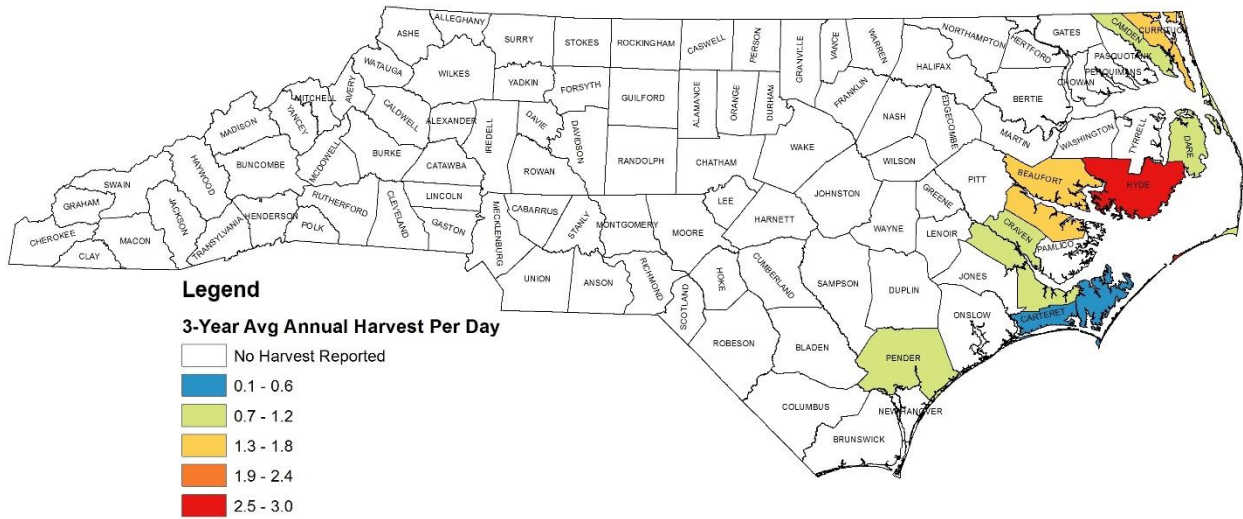 ALLEGHANY
ASHE
SURRY
STOKES
ROCKINGHAM
CASWELL
PERSON
GRANVILLE
VANCE
WARREN
NORTHAMPTON
HERTFORD
GATES
CAMDEN
CURRITUCK
PASQUOTANK
PERQUIMANS
CHOWAN
WATAUGA
WILKES
YADKIN
FORSYTH
GUILFORD
ALAMANCE
ORANGE
DURHAM
FRANKLIN
HALIFAX
BERTIE
MITCHELL
AVERY
YANCEY
CALDWELL
ALEXANDER
IREDELL
DAVIE
DAVIDSON
NASH
EDGECOMBE
MARTIN
WASHINGTON
TYRRELL
DARE
MADISON
BUNCOMBE
MCDOWELL
BURKE
CATAWBA
ROWAN
RANDOLPH
CHATHAM
WAKE
WILSON
PITT
BEAUFORT
HYDE
HAYWOOD
SWAIN
GRAHAM
JACKSON
RUTHERFORD
CLEVELAND
LINCOLN
GASTON
MECKLENBURG
CABARRUS
STANLY
MONTGOMERY
MOORE
LEE
HARNETT
JOHNSTON
GREENE
WAYNE
LENOIR
CRAVEN
PAMLICO
CHEROKEE
MACON
CLAY
TRANSYLVANIA
HENDERSON
POLK
UNION
ANSON
RICHMOND
SCOTLAND
HOKE
CUMBERLAND
SAMPSON
DUPLIN
JONES
ONSLOW
CARTERET
ROBESON
BLADEN
PENDER
COLUMBUS
NEW HANOVER
BRUNSWICK
Legend
3-Year Avg Annual Harvest Per Day
No Harvest Reported
0.1 - 0.6
0.7 - 1.2
1.3 - 1.8
1.9 - 2.4
2.5 - 3.0